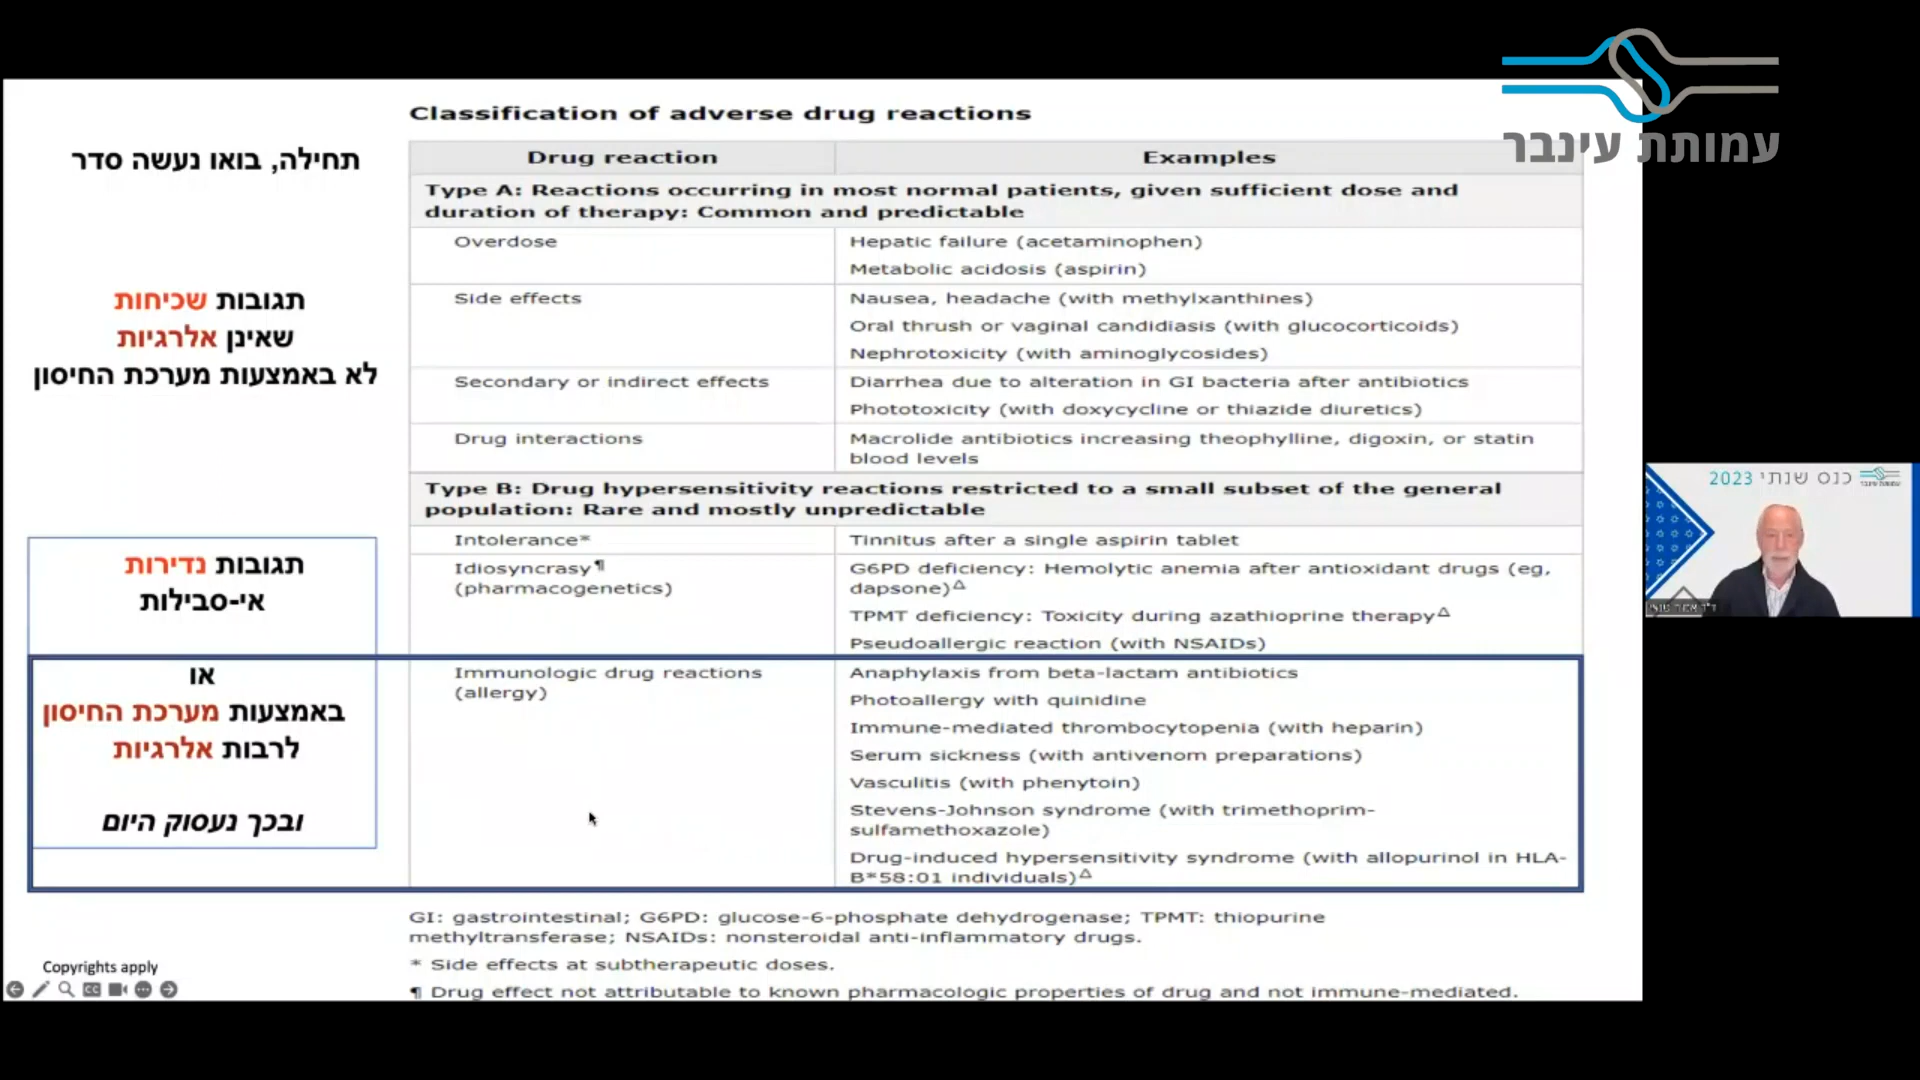 עמותת עינבר
Classification of adverse drug reactions
תחילה, בואו נעשה סדר
Drug reaction
Examples
Type A: Reactions occurring in most normal patients, given sufficient dose and
duration of therapy: Common and predictable
Overdose
Hepatic failure (acetaminophen)
Metabolic acidosis (aspirin)
תגובות שכיחות
שאינן אלרגיות
לא באמצעות מערכת החיסון
Side effects
Nausea, headache (with methylxanthines)
Oral thrush or vaginal candidiasis (with glucocorticoids)
Nephrotoxicity (with aminoglycosides)
Secondary or indirect effects
Diarrhea due to alteration in GI bacteria after antibiotics
Phototoxicity (with doxycycline or thiazide diuretics)
Drug interactions
Macrolide antibiotics increasing theophylline, digoxin, or statin
blood levels
Type B: Drug hypersensitivity reactions restricted to a small subset of the general
population: Rare and mostly unpredictable
תגובות נדירות
אי-סבילות
Intolerance*
Tinnitus after a single aspirin tablet
Idiosyncrasy¶
(pharmacogenetics)
G6PD deficiency: Hemolytic anemia after antioxidant drugs (eg,
dapsone)Δ
TPMT deficiency: Toxicity during azathioprine therapyΔ
Pseudoallergic reaction (with NSAIDs)
או
באמצעות מערכת החיסון
לרבות אלרגיות
ובכך נעסוק היום
Immunologic drug reactions
(allergy)
Anaphylaxis from beta-lactam antibiotics
Photoallergy with quinidine
Immune-mediated thrombocytopenia (with heparin)
Serum sickness (with antivenom preparations)
Vasculitis (with phenytoin)
Stevens-Johnson syndrome (with trimethoprim-
sulfamethoxazole)
Drug-induced hypersensitivity syndrome (with allopurinol in HLA-
B*58:01 individuals)Δ
GI: gastrointestinal; G6PD: glucose-6-phosphate dehydrogenase; TPMT: thiopurine
methyltransferase; NSAIDs: nonsteroidal anti-inflammatory drugs.
* Side effects at subtherapeutic doses.
¶ Drug effect not attributable to known pharmacologic properties of drug and not immune-mediated.
Copyrights apply
כנס שנתי 2023